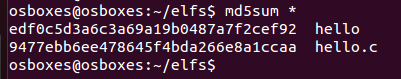 osboxes@osboxes:~/elfs$ md5sum *
edf0c5d3a6c3a69a19b0487a7f2cef92  hello
9477ebb6ee478645f4bda266e8a1ccaa  hello.c
osboxes@osboxes:~/elfs$